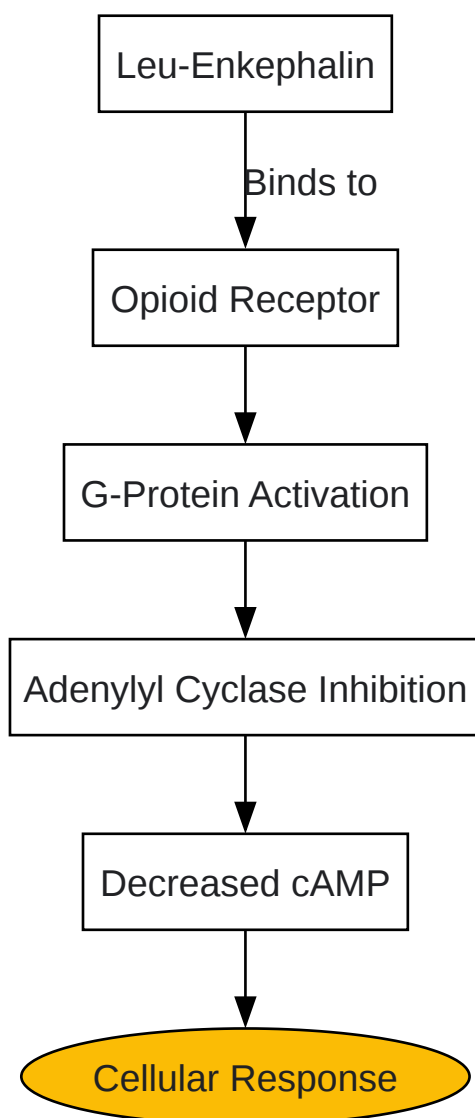 Leu-Enkephalin
Binds to
Opioid Receptor
G-Protein Activation
Adenylyl Cyclase Inhibition
Decreased cAMP
Cellular Response